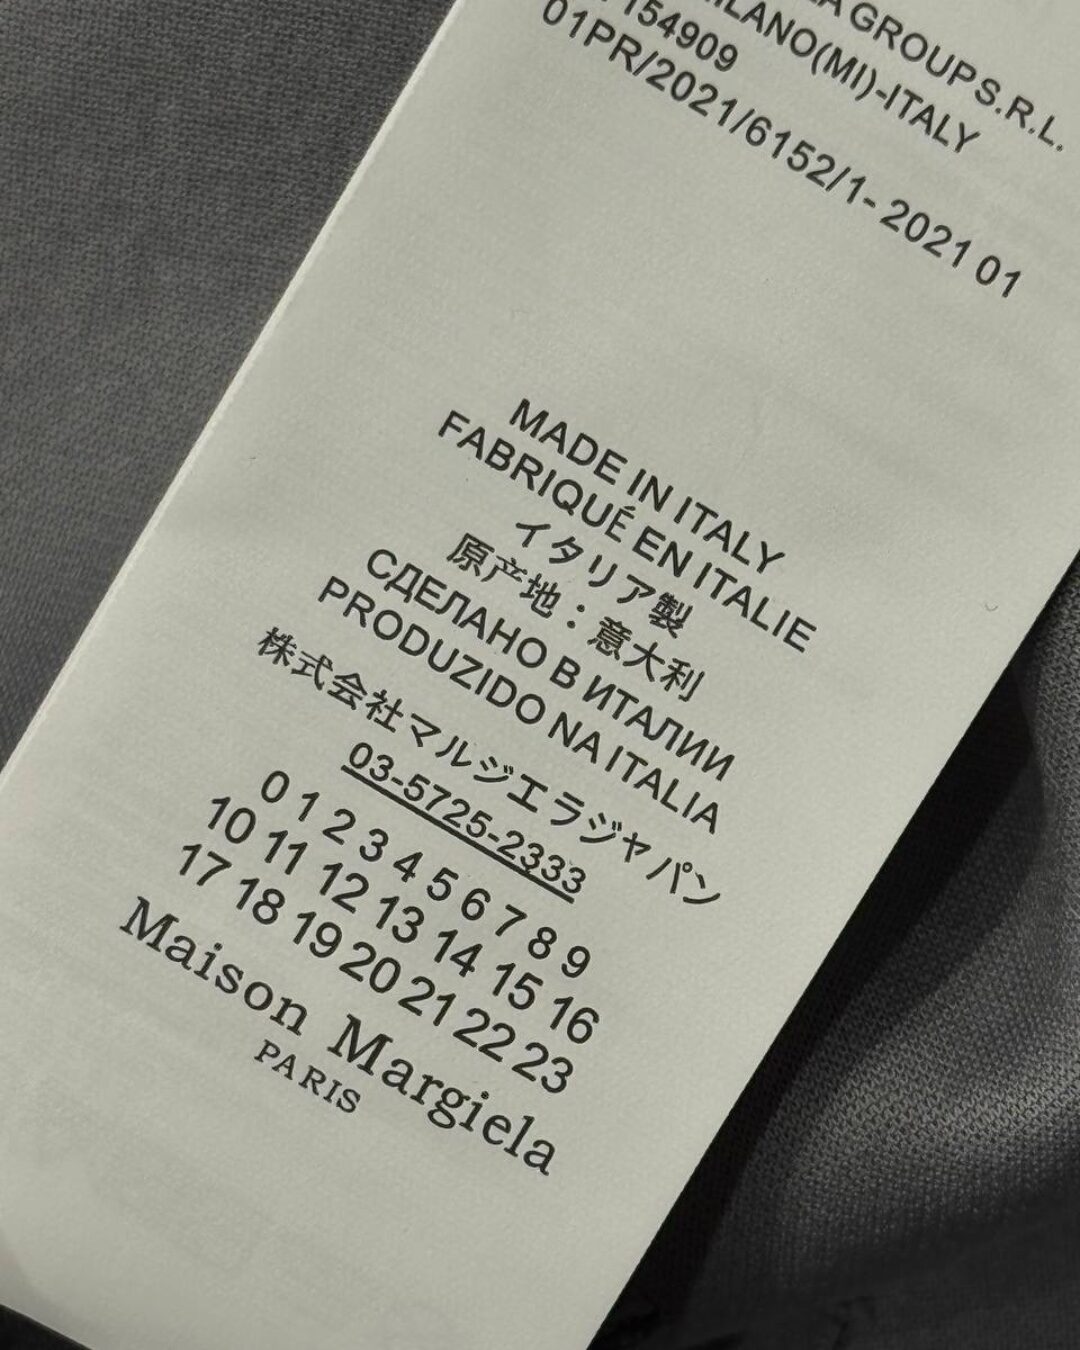 GROUP S.R.L.
MILANO(MI)-ITALY
154909
01PR/2021/6152/1- 2021 01
MADE IN ITALY
FABRIQUÉ EN ITALIE
イタリア製
原产地：意大利
СДЕЛАНО В ИТАЛИИ
PRODUZIDO NA ITALIA
株式会社マルジエラジャパン
03-5725-2333
0 1 2 3 4 5 6 7 8 9
10 11 12 13 14 15 16
17 18 19 20 21 22 23
Maison Margiela
PARIS